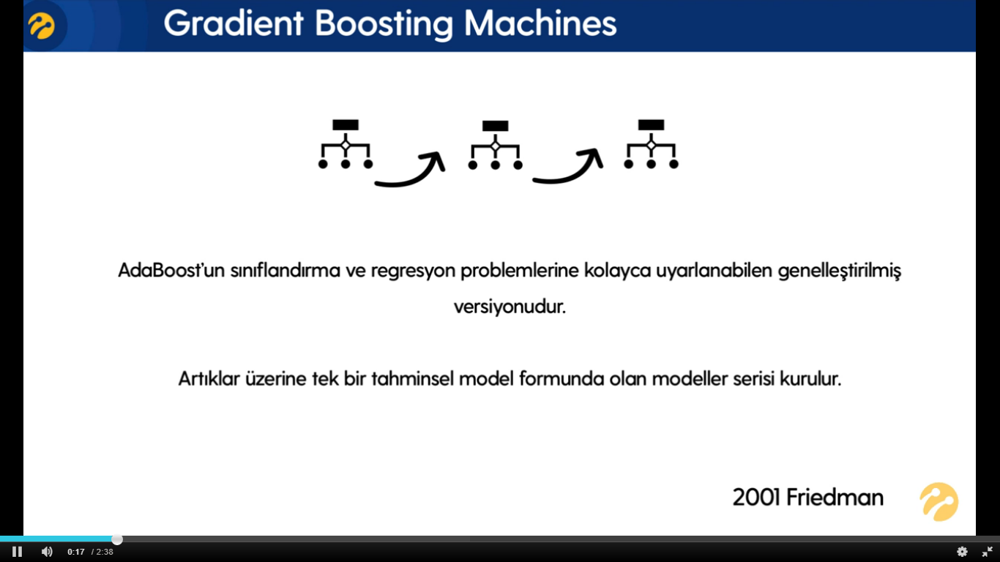 Gradient Boosting Machines
AdaBoost'un sınıflandırma ve regresyon problemlerine kolayca uyarlanabilen genelleştirilmiş
versiyonudur.
Artıklar üzerine tek bir tahminsel model formunda olan modeller serisi kurulur.
2001 Friedman
0:17 / 2:38